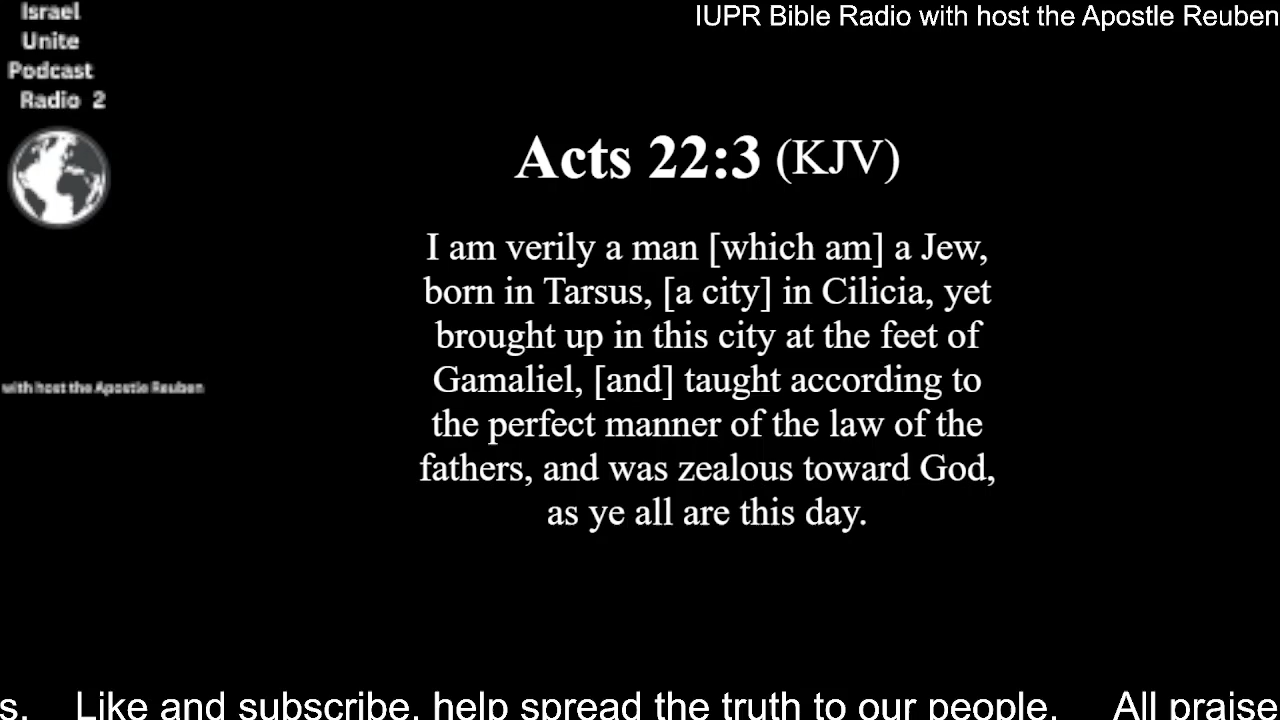 Israel
Unite
Podcast
Radio 2
IUPR Bible Radio with host the Apostle Reuben
Acts 22:3 (KJV)
I am verily a man [which am] a Jew,
born in Tarsus, [a city] in Cilicia, yet
brought up in this city at the feet of
Gamaliel, [and] taught according to
the perfect manner of the law of the
fathers, and was zealous toward God,
as ye all are this day.
with host the Apostle Reuben
s. Like and subscribe, help spread the truth to our people. All praise